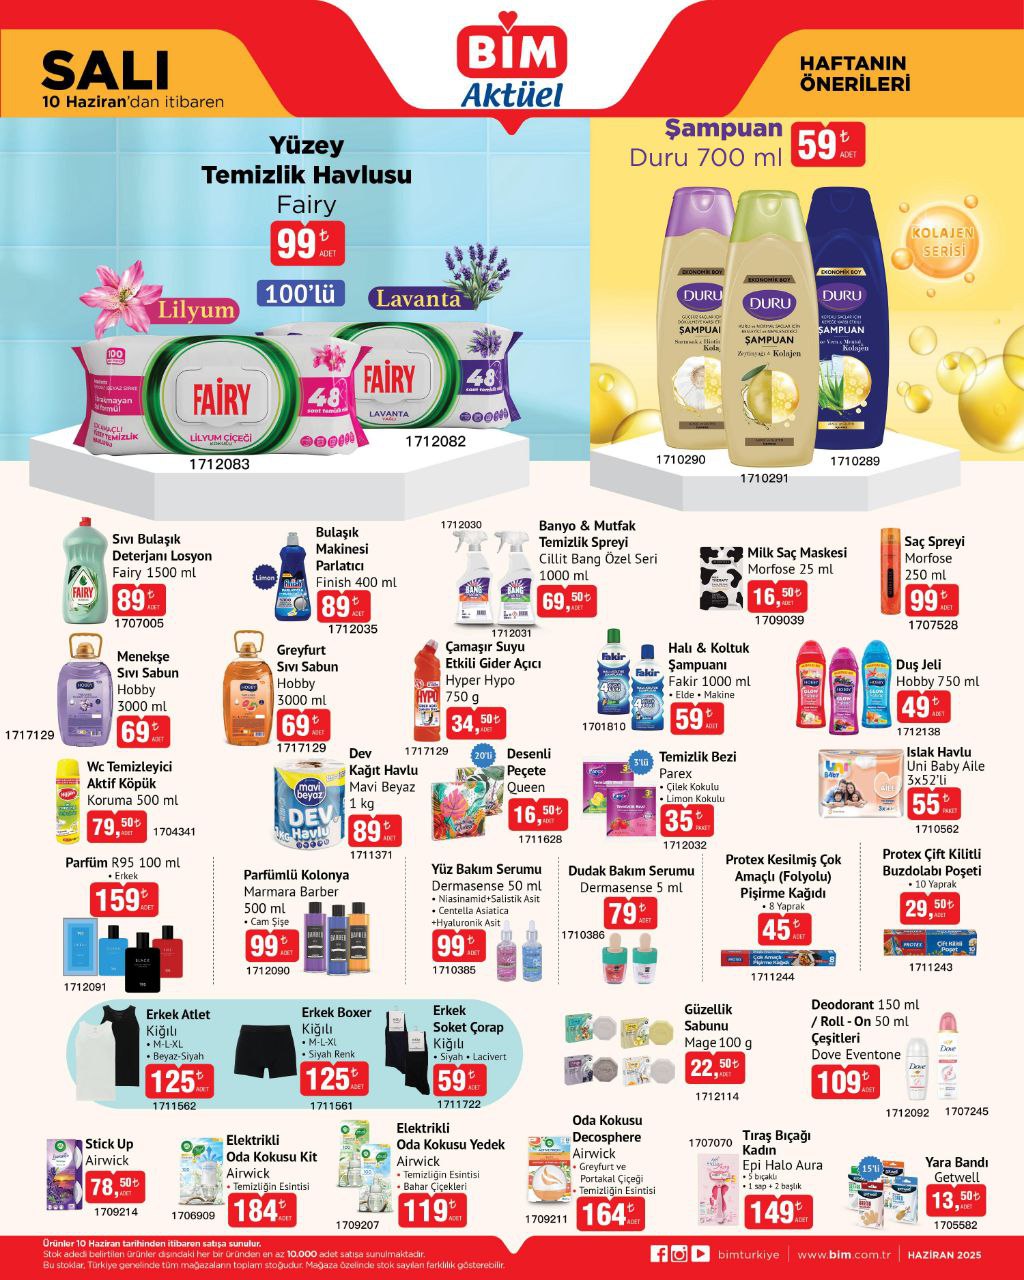 SALI
10 Haziran'dan itibaren
BİM
Aktüel
HAFTANIN
ÖNERİLERİ
Yüzey
Temizlik Havlusu
Fairy
99 ₺
ADET
100'lü
Lilyum
Lavanta
FAIRY
LİLYUM ÇİÇEĞİ
48
FAIRY
LAVANTA
48
1712083
1712082
Şampuan
Duru 700 ml
59 ₺
ADET
KOLAJEN
SERİSİ
EKONOMİK BOY
DURU
ŞAMPUAN
EKONOMİK BOY
DURU
ŞAMPUAN
Zeytinyağı & Kolajen
EKONOMİK BOY
DURU
ŞAMPUAN
1710290
1710291
1710289
Sıvı Bulaşık
Deterjanı Losyon
Fairy 1500 ml
89 ₺
ADET
1707005
Limon
Bulaşık
Makinesi
Parlatıcı
Finish 400 ml
89 ₺
ADET
1712035
1712030
Banyo & Mutfak
Temizlik Spreyi
Cillit Bang Özel Seri
1000 ml
69,50 ₺
ADET
1712031
Milk Saç Maskesi
Morfose 25 ml
16,50 ₺
ADET
1709039
Saç Spreyi
Morfose
250 ml
99 ₺
ADET
1707528
Menekşe
Sıvı Sabun
Hobby
3000 ml
69 ₺
ADET
1717129
Greyfurt
Sıvı Sabun
Hobby
3000 ml
69 ₺
ADET
1717129
Çamaşır Suyu
Etkili Gider Açıcı
Hyper Hypo
750 g
34,50 ₺
ADET
1717129
Halı & Koltuk
Şampuanı
Fakir 1000 ml
• Elde • Makine
59 ₺
ADET
1701810
Duş Jeli
Hobby 750 ml
49 ₺
ADET
1712138
Wc Temizleyici
Aktif Köpük
Koruma 500 ml
79,50 ₺
ADET
1704341
Dev
Kağıt Havlu
Mavi Beyaz
1 kg
89 ₺
ADET
mavi
beyaz
DEV
Havlu
1711371
20'li
Desenli
Peçete
Queen
16,50 ₺
ADET
1711628
3'lü
Temizlik Bezi
Parex
• Çilek Kokulu
• Limon Kokulu
35 ₺
PAKET
1712032
Islak Havlu
Uni Baby Aile
3x52'li
55 ₺
PAKET
1710562
Parfüm R95 100 ml
• Erkek
159 ₺
ADET
1712091
Parfümlü Kolonya
Marmara Barber
500 ml
• Cam Şişe
99 ₺
ADET
1712090
Yüz Bakım Serumu
Dermasense 50 ml
• Niasinamid+Salistik Asit
• Centella Asiatica
+Hyaluronik Asit
99 ₺
ADET
1710385
Dudak Bakım Serumu
Dermasense 5 ml
79 ₺
ADET
1710386
Protex Kesilmiş Çok
Amaçlı (Folyolu)
Pişirme Kağıdı
• 8 Yaprak
45 ₺
ADET
1711244
Protex Çift Kilitli
Buzdolabı Poşeti
• 10 Yaprak
29,50 ₺
ADET
1711243
Erkek Atlet
Kiğılı
• M-L-XL
• Beyaz-Siyah
125 ₺
ADET
1711562
Erkek Boxer
Kiğılı
• M-L-XL
• Siyah Renk
125 ₺
ADET
1711561
Erkek
Soket Çorap
Kiğılı
• Siyah • Lacivert
59 ₺
ADET
1711722
Güzellik
Sabunu
Mage 100 g
22,50 ₺
ADET
1712114
Deodorant 150 ml
/ Roll - On 50 ml
Çeşitleri
Dove Eventone
109 ₺
ADET
1712092
1707245
Stick Up
Airwick
78,50 ₺
ADET
1709214
Elektrikli
Oda Kokusu Kit
Airwick
• Temizliğin Esintisi
184 ₺
ADET
1706909
Elektrikli
Oda Kokusu Yedek
Airwick
• Temizliğin Esintisi
• Bahar Çiçekleri
119 ₺
ADET
1709207
Oda Kokusu
Decosphere
Airwick
• Greyfurt ve
Portakal Çiçeği
• Temizliğin Esintisi
164 ₺
ADET
1709211
1707070
Tıraş Bıçağı
Kadın
Epi Halo Aura
• 5 bıçaklı
• 1 sap + 2 başlık
149 ₺
ADET
15'li
Yara Bandı
Getwell
13,50 ₺
ADET
1705582
Ürünler 10 Haziran tarihinden itibaren satışa sunulur.
Stok adedi belirtilen ürünler dışındaki her bir üründen en az 10.000 adet satışa sunulmaktadır.
Bu stoklar, Türkiye genelinde tüm mağazaların toplam stoğudur. Mağaza özelinde stok sayıları farklılık gösterebilir.
bimturkiye
www.bim.com.tr
HAZİRAN 2025